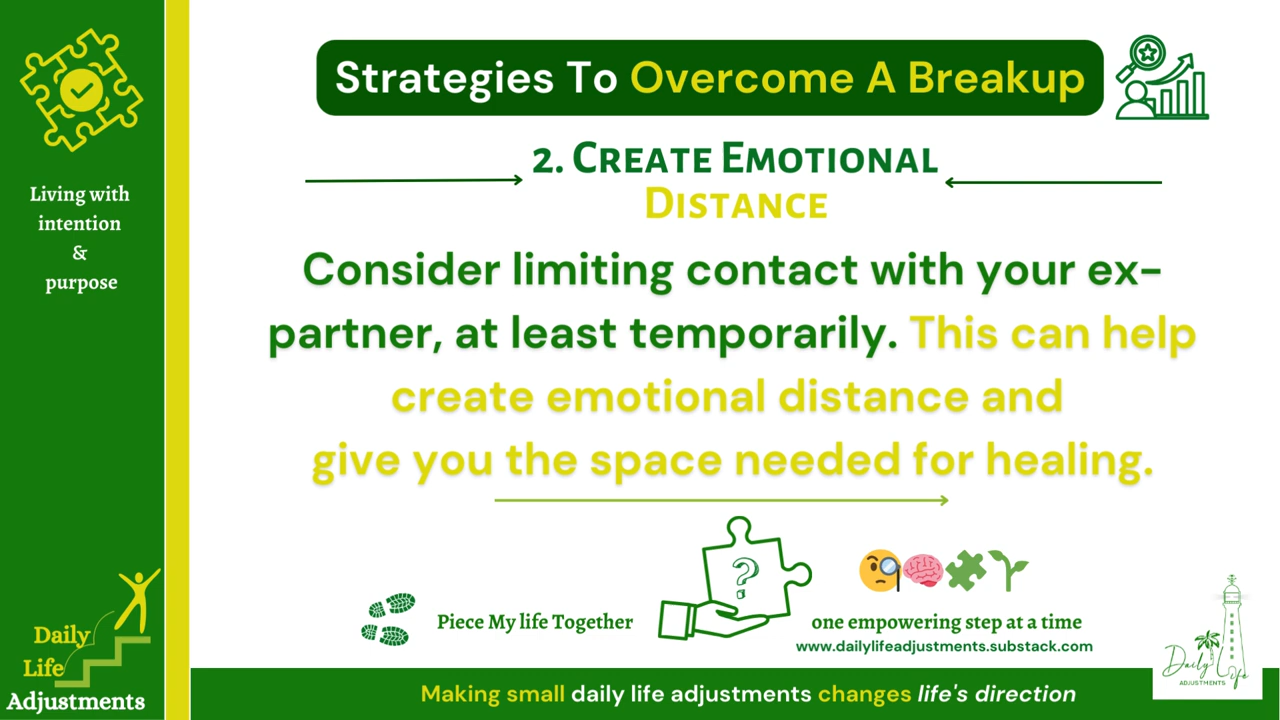 Strategies To Overcome A Breakup
2. Create Emotional
Distance
Living with
intention
&
purpose
Consider limiting contact with your ex-
partner, at least temporarily. This can help
create emotional distance and
give you the space needed for healing.
?
Piece My life Together
one empowering step at a time
www.dailylifeadjustments.substack.com
Daily
Life
Adjustments
Making small daily life adjustments changes life's direction
Daily Life
ADJUSTMENTS